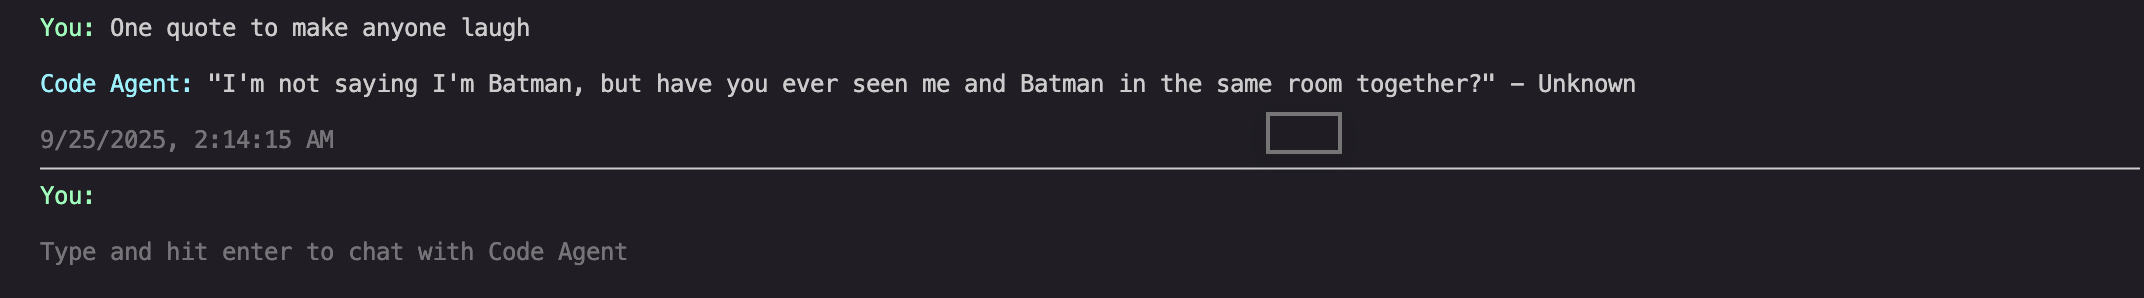 You: One quote to make anyone laugh
Code Agent: "I'm not saying I'm Batman, but have you ever seen me and Batman in the same room together?" – Unknown
9/25/2025, 2:14:15 AM
You:
Type and hit enter to chat with Code Agent